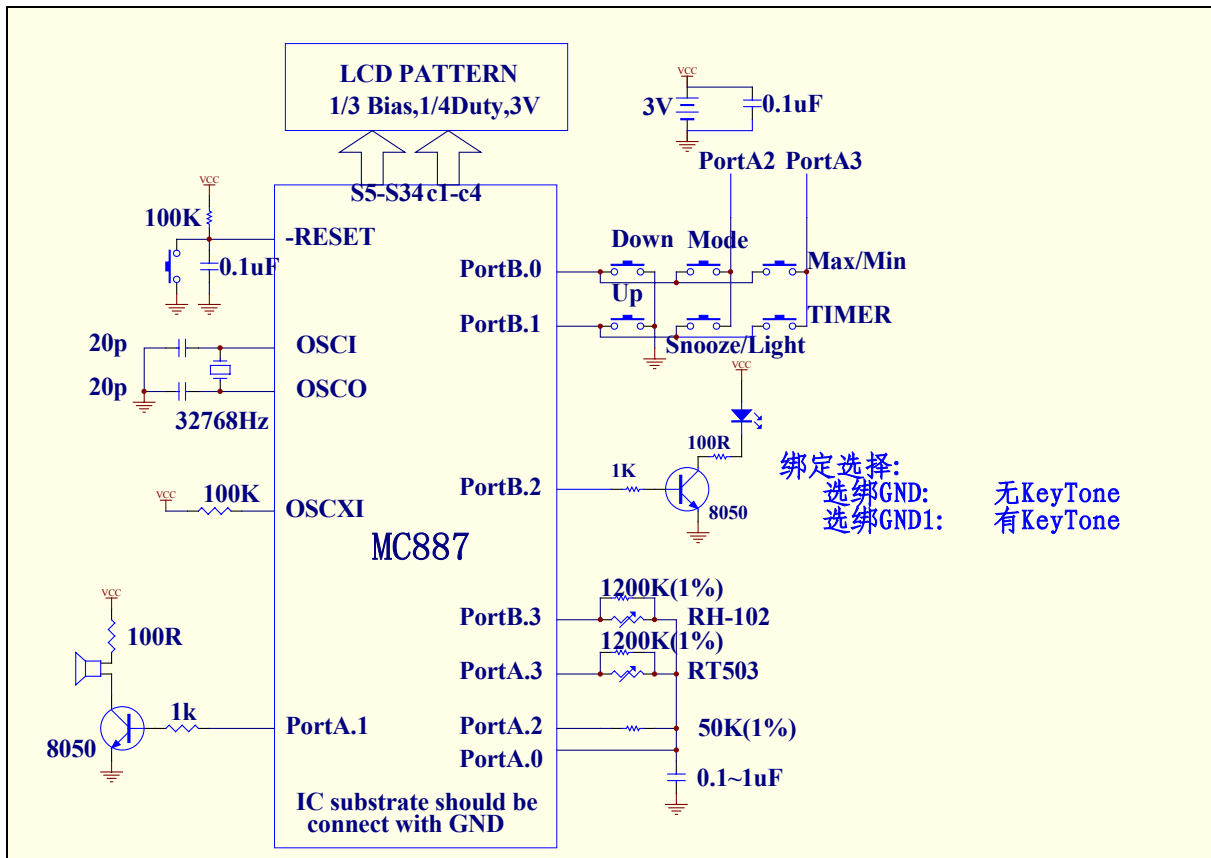 LCD PATTERN
1/3 Bias,1/4Duty,3V
S5-S34 c1-c4
VCC
3V
0.1uF
PortA2 PortA3
VCC
100K
-RESET
0.1uF
20p
OSCI
20p
OSCO
32768Hz
VCC
100K
OSCXI
MC887
VCC
100R
1k
PortA.1
8050
IC substrate should be
connect with GND
PortB.0
Down
Mode
Max/Min
PortB.1
Up
TIMER
Snooze/Light
VCC
100R
PortB.2
1K
8050
绑定选择:
选绑GND: 无KeyTone
选绑GND1: 有KeyTone
1200K(1%)
PortB.3
RH-102
1200K(1%)
PortA.3
RT503
PortA.2
50K(1%)
PortA.0
0.1~1uF